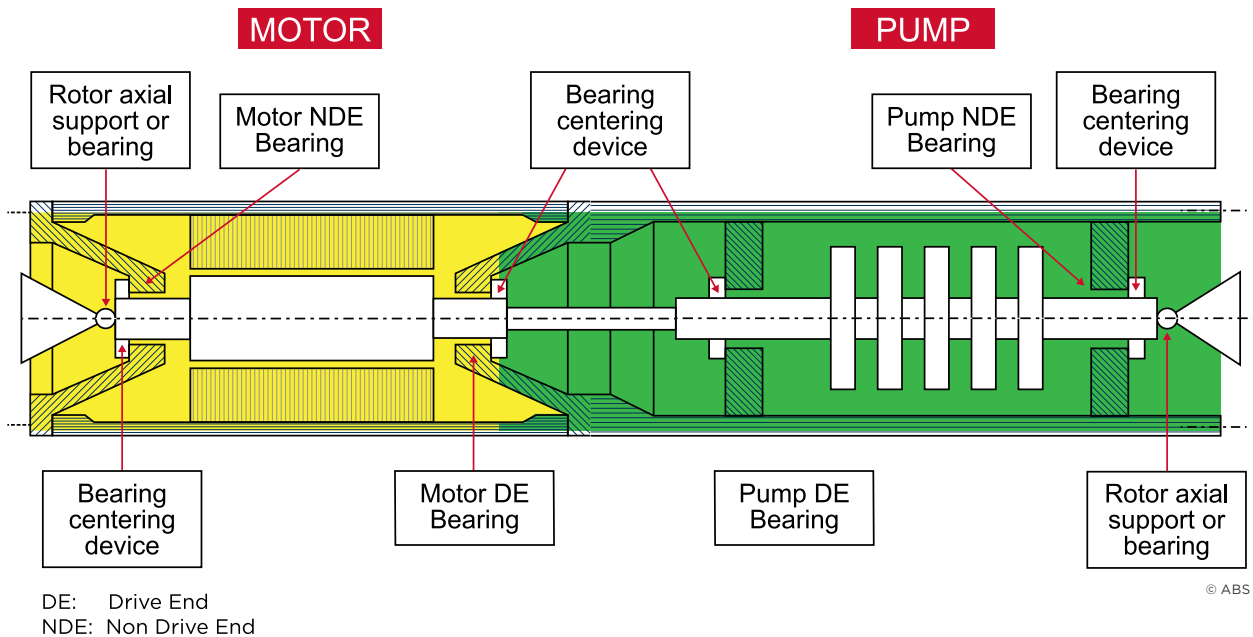 MOTOR
PUMP
Rotor axial
support or
bearing
Motor NDE
Bearing
Bearing
centering
device
Pump NDE
Bearing
Bearing
centering
device
Bearing
centering
device
Motor DE
Bearing
Pump DE
Bearing
Rotor axial
support or
bearing
© ABS
DE: Drive End
NDE: Non Drive End